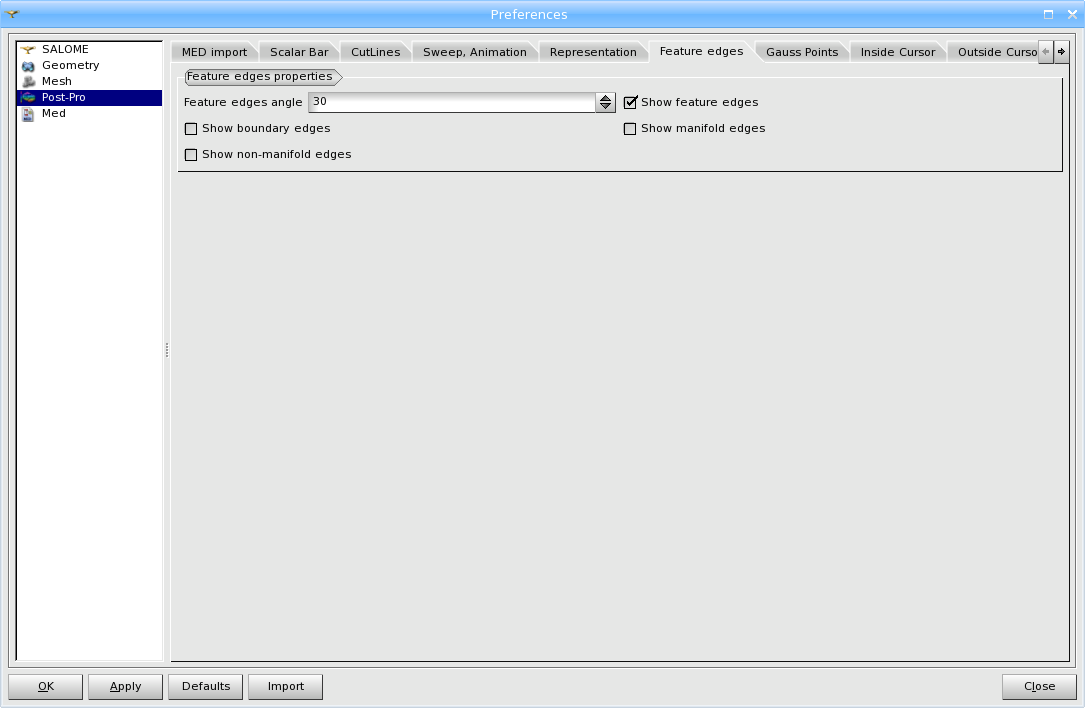 Preferences
SALOME
Geometry
Mesh
Post-Pro
Med
MED import Scalar Bar CutLines Sweep, Animation Representation Feature edges Gauss Points Inside Cursor Outside Curso
Feature edges properties
Feature edges angle 30 Show feature edges
Show boundary edges Show manifold edges
Show non-manifold edges
OK Apply Defaults Import Close